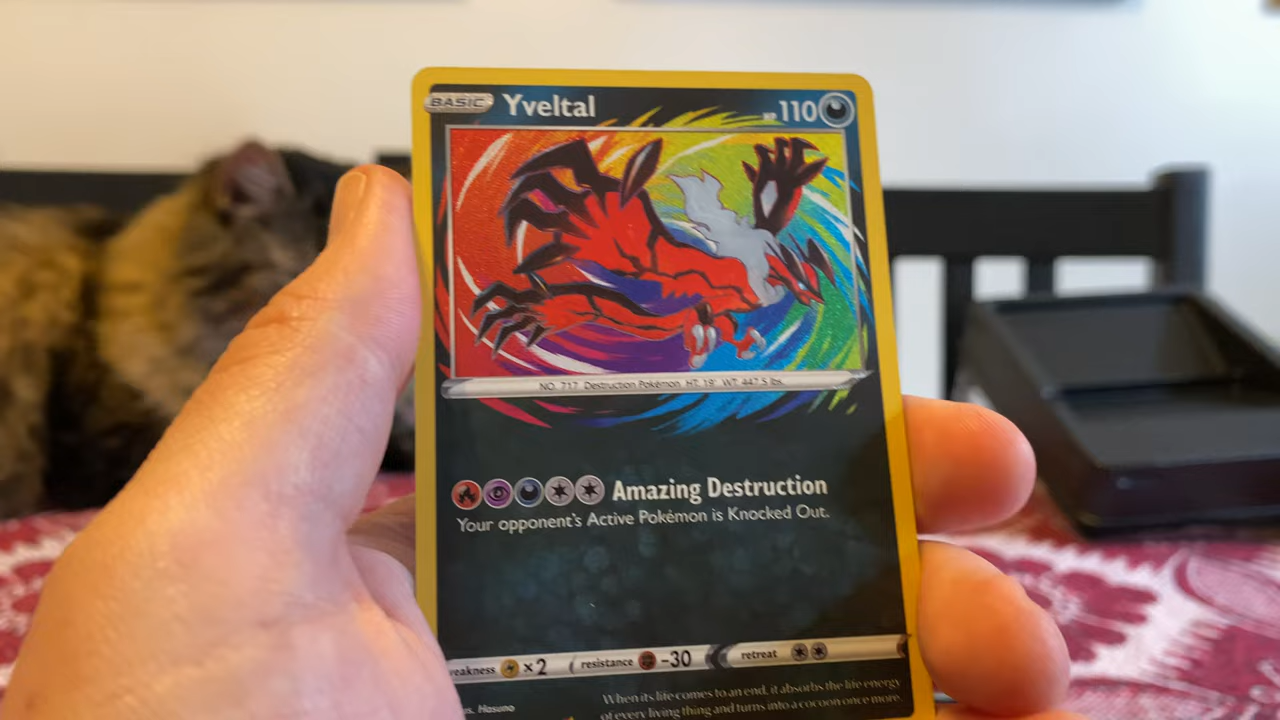 BASIC Yveltal HP 110
NO. 717 Destruction Pokémon HT. 19' WT. 447.5 lbs.
Amazing Destruction
Your opponent's Active Pokémon is Knocked Out.
eakness ×2 resistance -30 retreat
us. Hasuno
When its life comes to an end, it absorbs the life energy
of every living thing and turns into a cocoon once more.